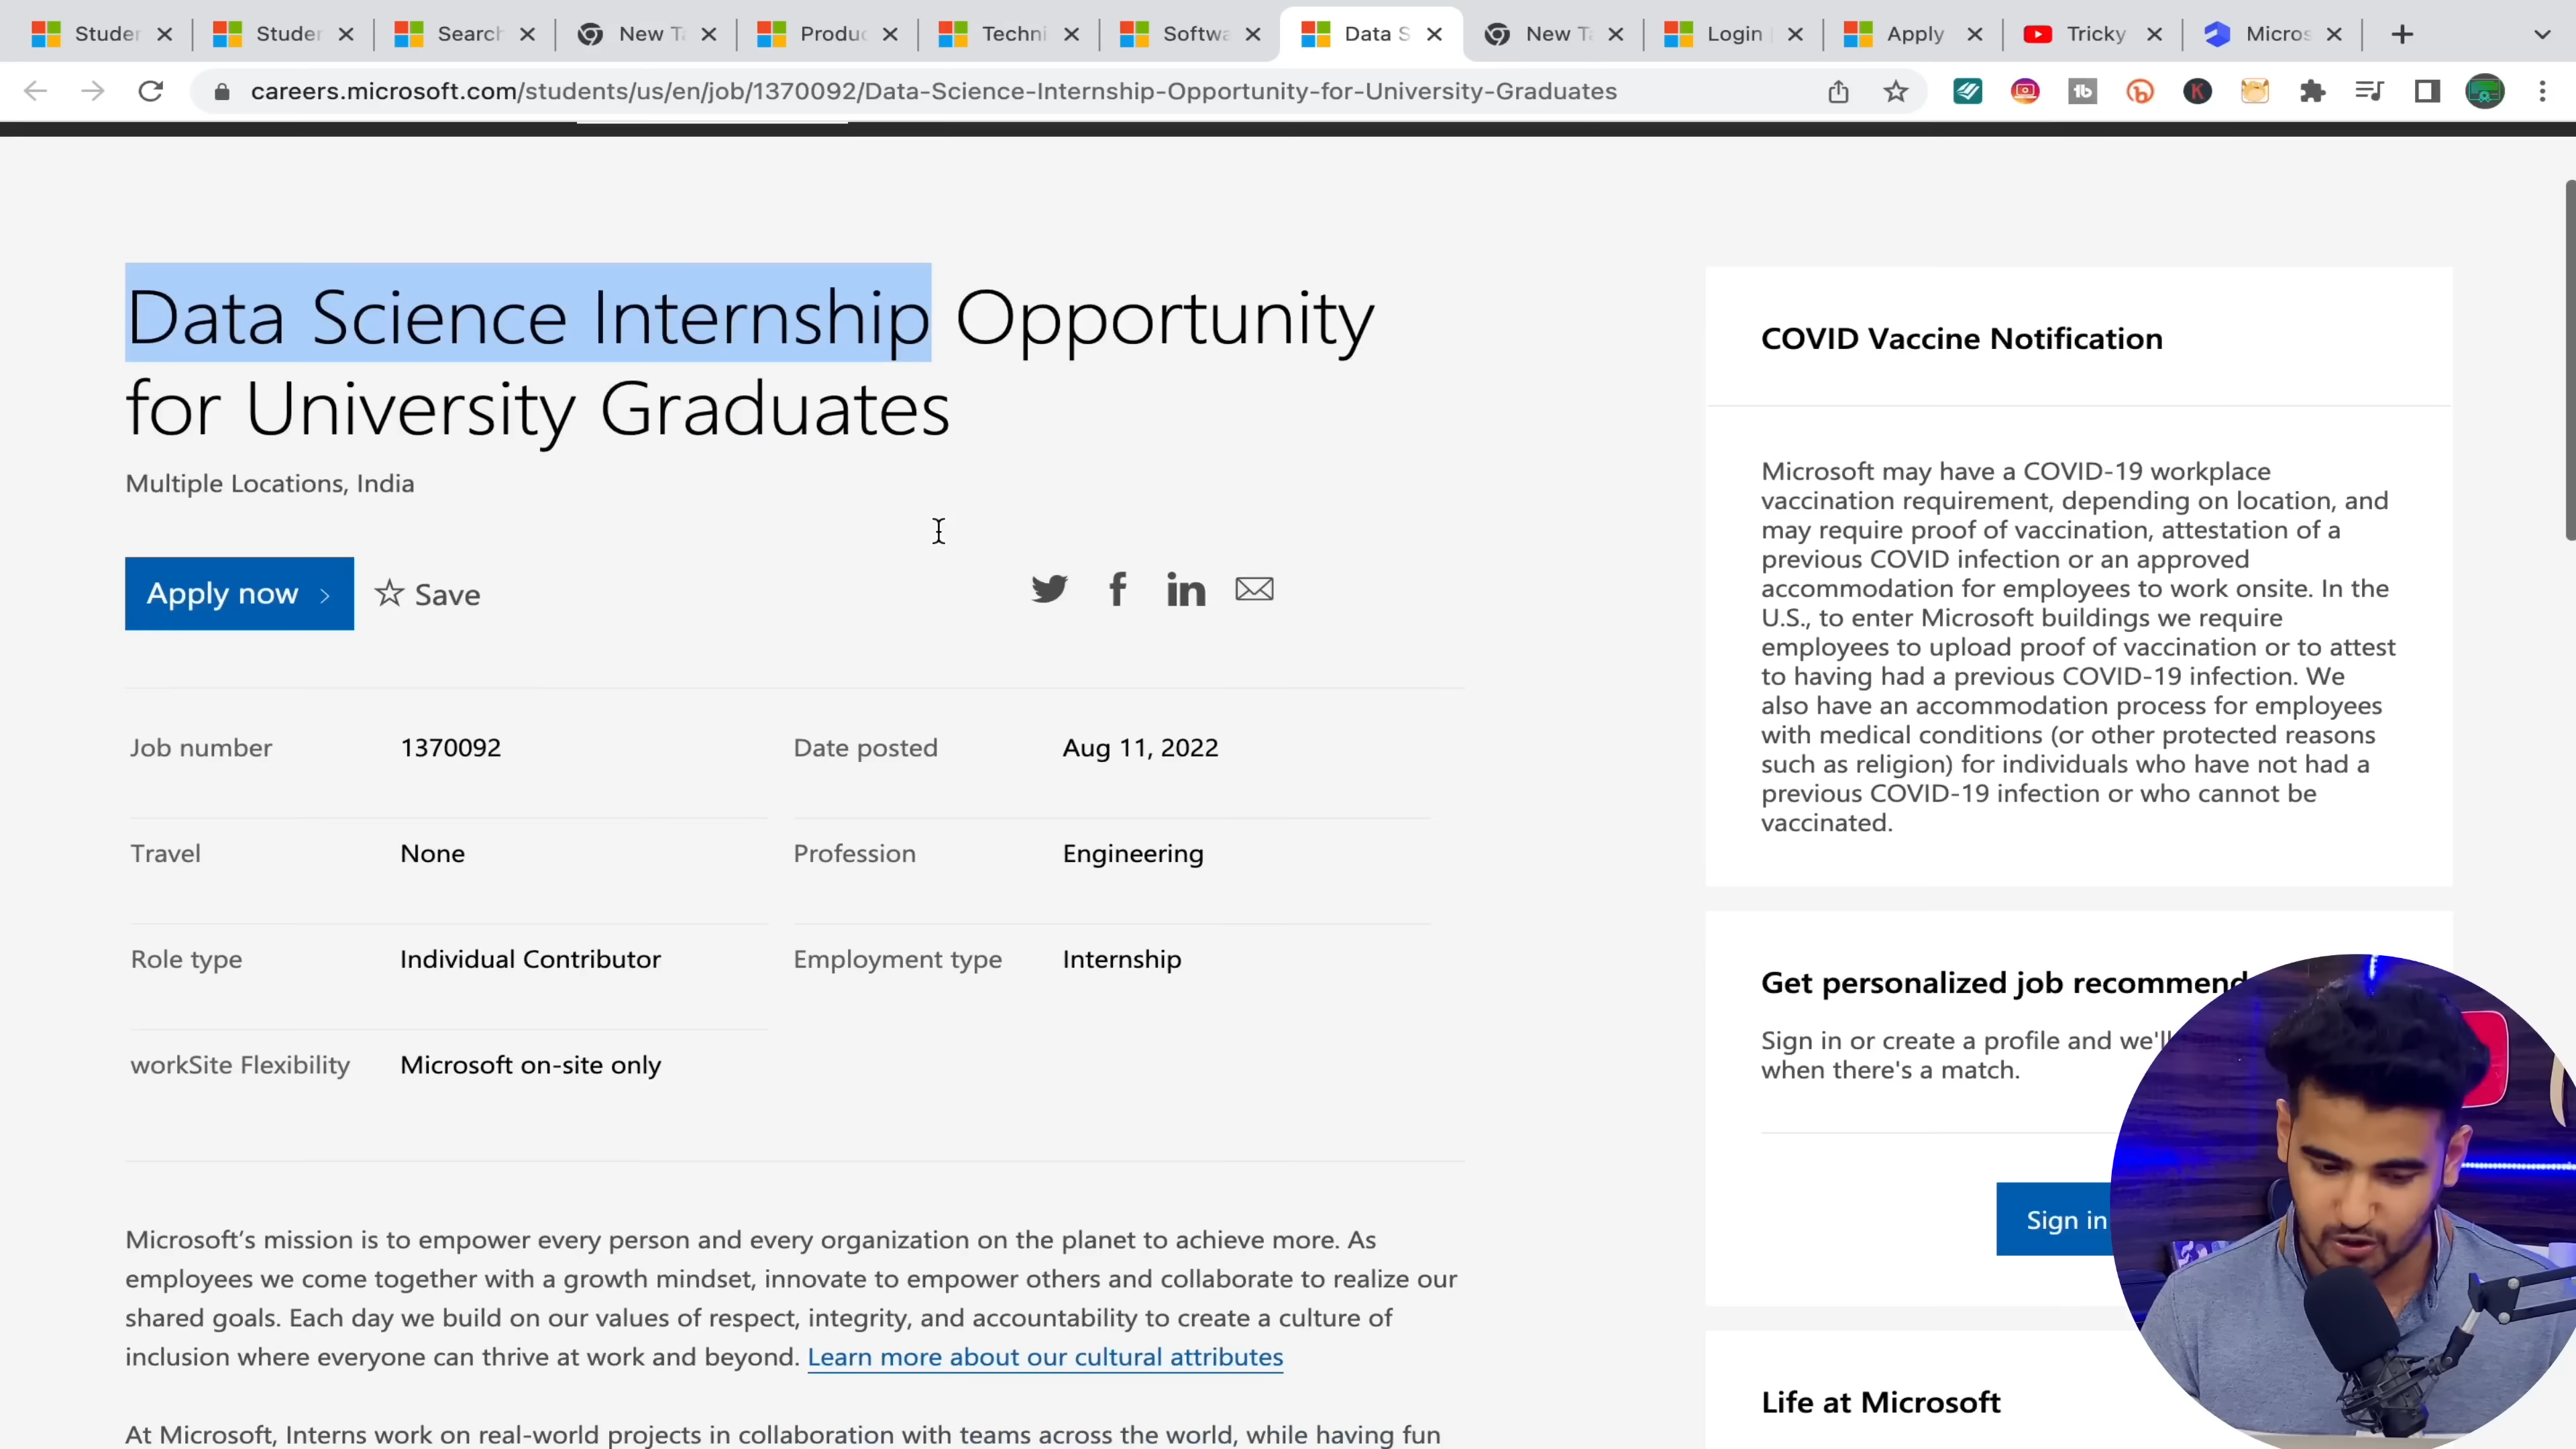 Studer
Studer
Search
New Ta
Produc
Techni
Softwa
Data S
New Ta
Login
Apply
Tricky
Micros
careers.microsoft.com/students/us/en/job/1370092/Data-Science-Internship-Opportunity-for-University-Graduates
Data Science Internship Opportunity
for University Graduates
Multiple Locations, India
Apply now
Save
Job number 1370092 Date posted Aug 11, 2022
Travel None Profession Engineering
Role type Individual Contributor Employment type Internship
workSite Flexibility Microsoft on-site only
Microsoft's mission is to empower every person and every organization on the planet to achieve more. As
employees we come together with a growth mindset, innovate to empower others and collaborate to realize our
shared goals. Each day we build on our values of respect, integrity, and accountability to create a culture of
inclusion where everyone can thrive at work and beyond. Learn more about our cultural attributes
At Microsoft, Interns work on real-world projects in collaboration with teams across the world, while having fun
COVID Vaccine Notification
Microsoft may have a COVID-19 workplace
vaccination requirement, depending on location, and
may require proof of vaccination, attestation of a
previous COVID infection or an approved
accommodation for employees to work onsite. In the
U.S., to enter Microsoft buildings we require
employees to upload proof of vaccination or to attest
to having had a previous COVID-19 infection. We
also have an accommodation process for employees
with medical conditions (or other protected reasons
such as religion) for individuals who have not had a
previous COVID-19 infection or who cannot be
vaccinated.
Get personalized job recommend
Sign in or create a profile and we'll
when there's a match.
Sign in
Life at Microsoft